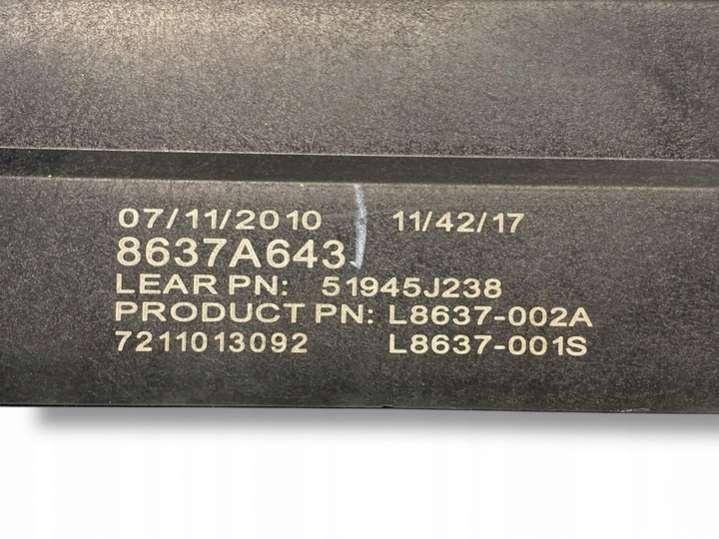 07/11/2010 11/42/17
8637A643
LEAR PN: 51945J238
PRODUCT PN: L8637-002A
7211013092 L8637-001S